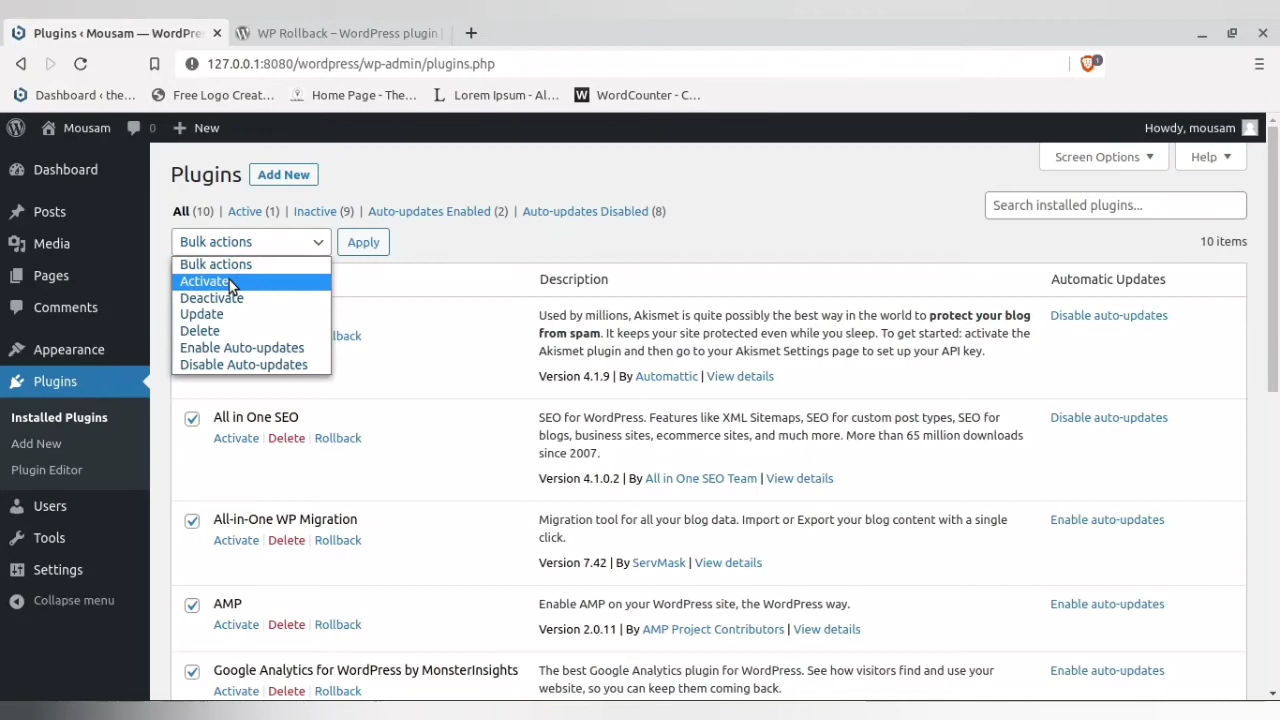 Plugins ‹ Mousam — WordPre
WP Rollback – WordPress plugin
127.0.0.1:8080/wordpress/wp-admin/plugins.php
1
Dashboard ‹ the...
Free Logo Creat...
Home Page - The...
Lorem Ipsum - Al...
WordCounter - C...
Mousam
0
New
Howdy, mousam
Dashboard
Posts
Media
Pages
Comments
Appearance
Plugins
Installed Plugins
Add New
Plugin Editor
Users
Tools
Settings
Collapse menu
Screen Options
Help
Plugins
Add New
All (10) | Active (1) | Inactive (9) | Auto-updates Enabled (2) | Auto-updates Disabled (8)
Search installed plugins...
Bulk actions
Apply
10 items
Bulk actions
Activate
Deactivate
Update
Delete
Enable Auto-updates
Disable Auto-updates
Description
Automatic Updates
llback
Used by millions, Akismet is quite possibly the best way in the world to protect your blog
from spam. It keeps your site protected even while you sleep. To get started: activate the
Akismet plugin and then go to your Akismet Settings page to set up your API key.
Version 4.1.9 | By Automattic | View details
Disable auto-updates
All in One SEO
Activate | Delete | Rollback
SEO for WordPress. Features like XML Sitemaps, SEO for custom post types, SEO for
blogs, business sites, ecommerce sites, and much more. More than 65 million downloads
since 2007.
Version 4.1.0.2 | By All in One SEO Team | View details
Disable auto-updates
All-in-One WP Migration
Activate | Delete | Rollback
Migration tool for all your blog data. Import or Export your blog content with a single
click.
Version 7.42 | By ServMask | View details
Enable auto-updates
AMP
Activate | Delete | Rollback
Enable AMP on your WordPress site, the WordPress way.
Version 2.0.11 | By AMP Project Contributors | View details
Enable auto-updates
Google Analytics for WordPress by MonsterInsights
Activate | Delete | Rollback
The best Google Analytics plugin for WordPress. See how visitors find and use your
website, so you can keep them coming back.
Enable auto-updates